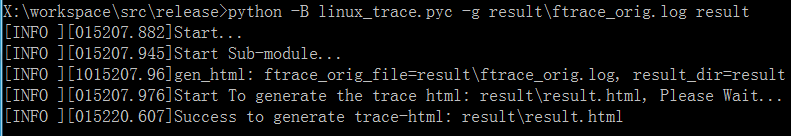 X:\workspace\src\release>python -B linux_trace.pyc -g result\ftrace_orig.log result
[INFO ][015207.882]Start...
[INFO ][015207.945]Start Sub-module...
[INFO ][1015207.96]gen_html: ftrace_orig_file=result\ftrace_orig.log, result_dir=result
[INFO ][015207.976]Start To generate the trace html: result\result.html, Please Wait...
[INFO ][015220.607]Success to generate trace-html: result\result.html